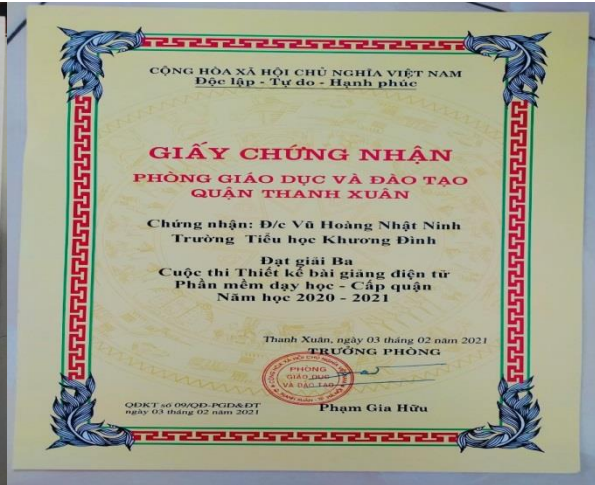 CỘNG HÒA XÃ HỘI CHỦ NGHĨA VIỆT NAM
Độc lập - Tự do - Hạnh phúc
GIẤY CHỨNG NHẬN
PHÒNG GIÁO DỤC VÀ ĐÀO TẠO
QUẬN THANH XUÂN
Chứng nhận: Đ/c Vũ Hoàng Nhật Ninh
Trường Tiểu học Khương Đình
Đạt giải Ba
Cuộc thi Thiết kế bài giảng điện tử
Phần mềm dạy học - Cấp quận
Năm học 2020 - 2021
Thanh Xuân, ngày 03 tháng 02 năm 2021
TRƯỞNG PHÒNG
PHÒNG
GIÁO DỤC
VÀ ĐÀO TẠO
QĐKT số 09/QĐ-PGD&ĐT
ngày 03 tháng 02 năm 2021
Phạm Gia Hữu